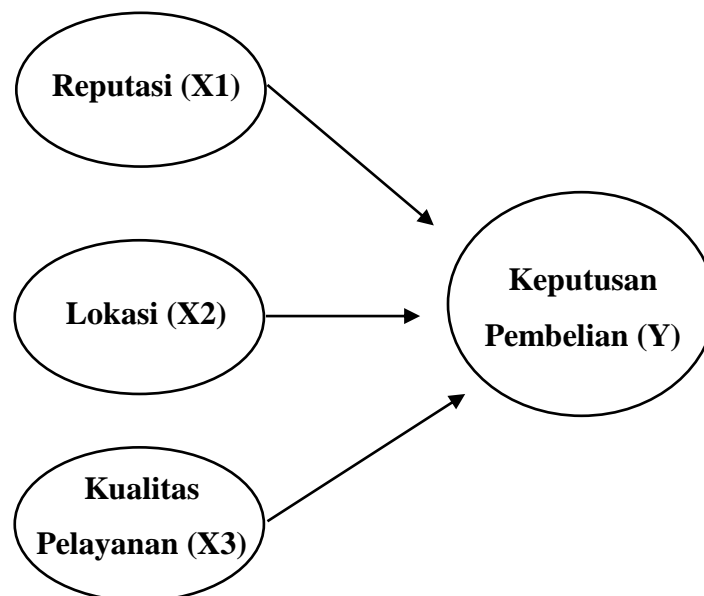 Reputasi (X1)
Lokasi (X2)
Keputusan
Pembelian (Y)
Kualitas
Pelayanan (X3)